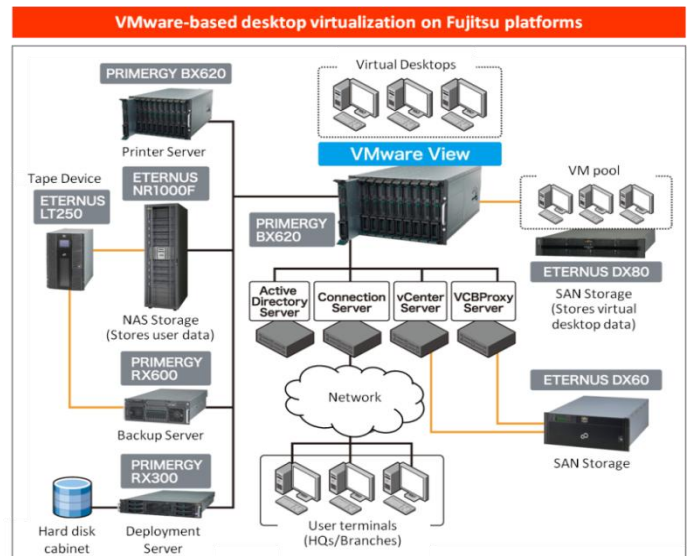 VMware-based desktop virtualization on Fujitsu platforms
PRIMERGY BX620
Printer Server
Virtual Desktops
VMware View
PRIMERGY
BX620
VM pool
ETERNUS DX80
SAN Storage
(Stores virtual
desktop data)
Tape Device
ETERNUS
LT250
ETERNUS
NR1000F
NAS Storage
(Stores user data)
Active
Directory
Server
Connection
Server
vCenter
Server
VCBProxy
Server
PRIMERGY
RX600
Backup Server
Network
ETERNUS DX60
SAN Storage
PRIMERGY
RX300
Hard disk
cabinet
Deployment
Server
User terminals
(HQs/Branches)